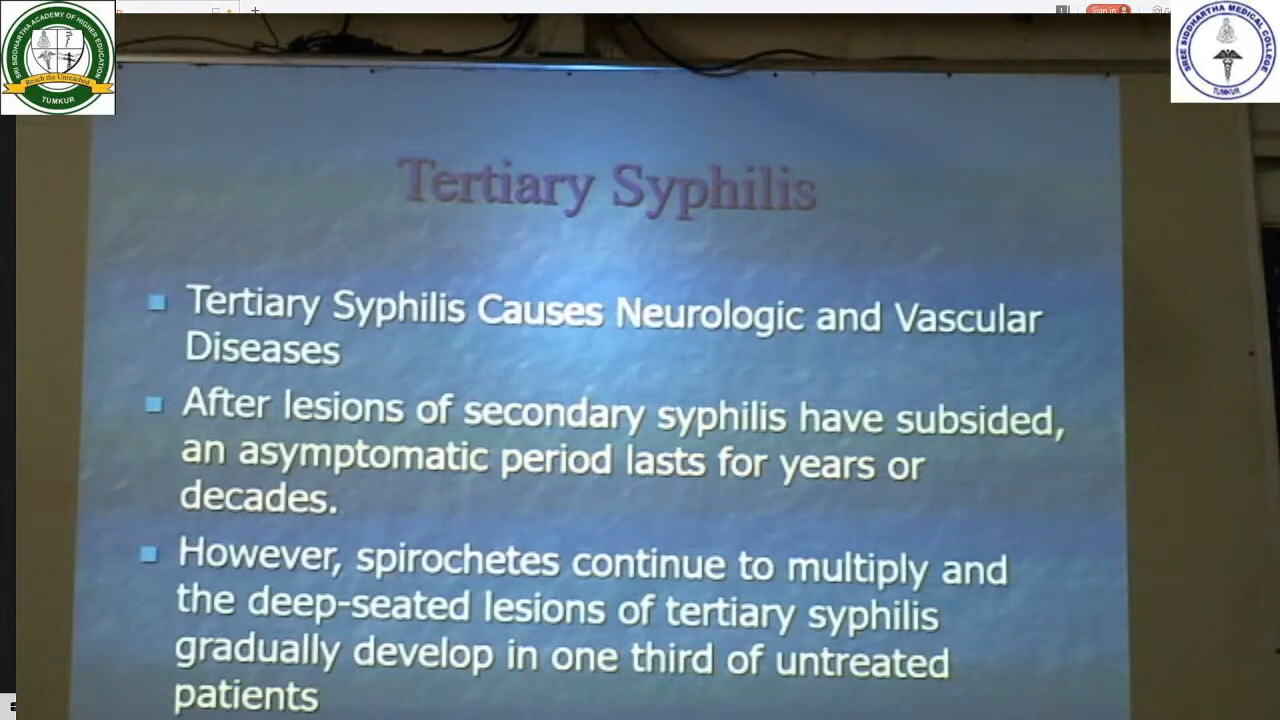 SRI SIDDHARTHA ACADEMY OF HIGHER EDUCATION
Reach the Unreached
TUMKUR
Sign in
SREE SIDDHARTHA MEDICAL COLLEGE
TUMKUR
Tertiary Syphilis
Tertiary Syphilis Causes Neurologic and Vascular
Diseases
After lesions of secondary syphilis have subsided,
an asymptomatic period lasts for years or
decades.
However, spirochetes continue to multiply and
the deep-seated lesions of tertiary syphilis
gradually develop in one third of untreated
patients